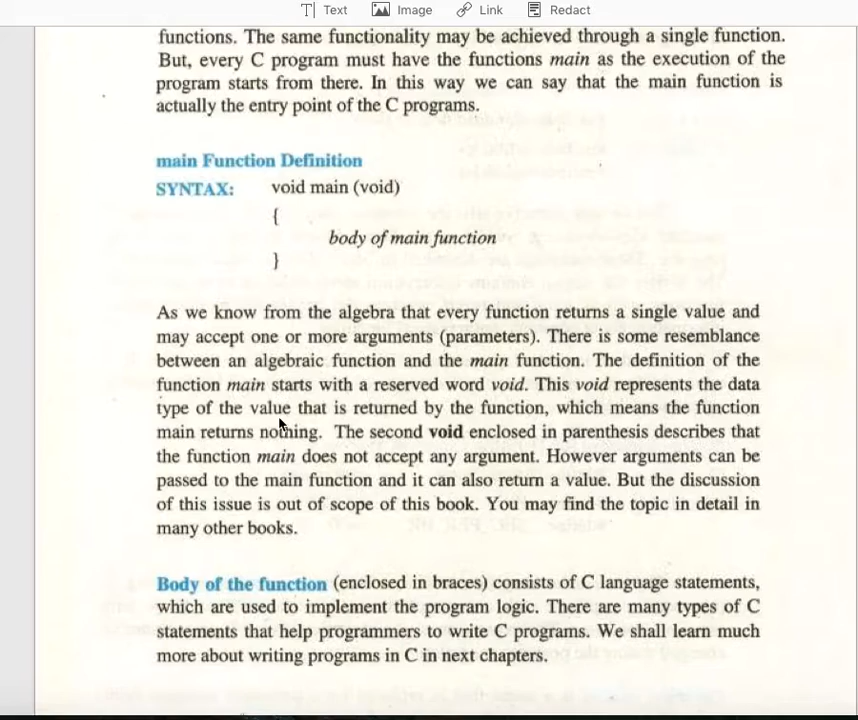 Text Image Link Redact
functions. The same functionality may be achieved through a single function.
But, every C program must have the functions main as the execution of the
program starts from there. In this way we can say that the main function is
actually the entry point of the C programs.
main Function Definition
SYNTAX: void main (void)
{
body of main function
}
As we know from the algebra that every function returns a single value and
may accept one or more arguments (parameters). There is some resemblance
between an algebraic function and the main function. The definition of the
function main starts with a reserved word void. This void represents the data
type of the value that is returned by the function, which means the function
main returns nothing. The second void enclosed in parenthesis describes that
the function main does not accept any argument. However arguments can be
passed to the main function and it can also return a value. But the discussion
of this issue is out of scope of this book. You may find the topic in detail in
many other books.
Body of the function (enclosed in braces) consists of C language statements,
which are used to implement the program logic. There are many types of C
statements that help programmers to write C programs. We shall learn much
more about writing programs in C in next chapters.